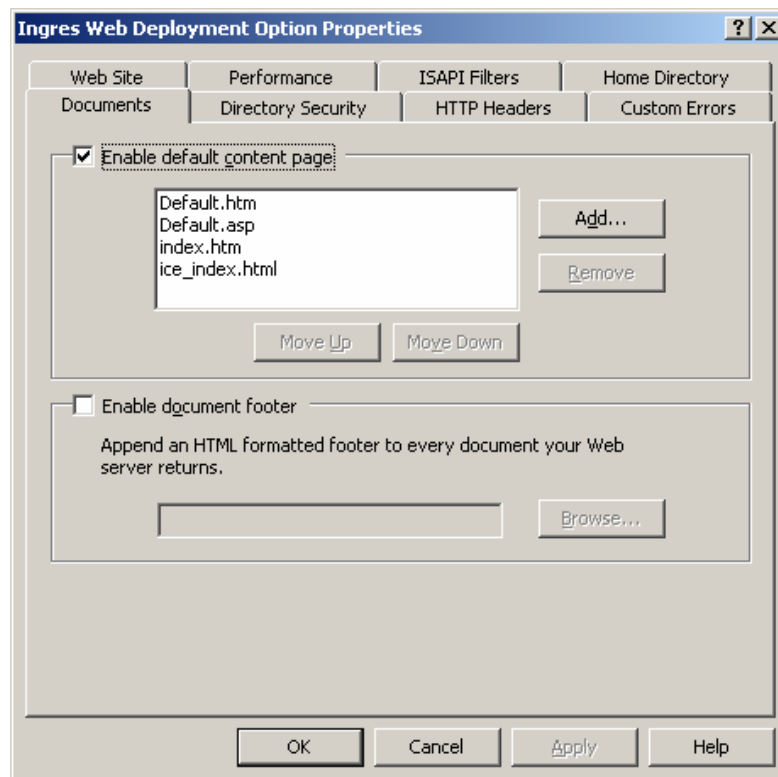 Ingres Web Deployment Option Properties
Web Site Performance ISAPI Filters Home Directory
Documents Directory Security HTTP Headers Custom Errors
Enable default content page
Default.htm
Default.asp
index.htm
ice_index.html
Add...
Remove
Move Up Move Down
Enable document footer
Append an HTML formatted footer to every document your Web
server returns.
Browse...
OK Cancel Apply Help